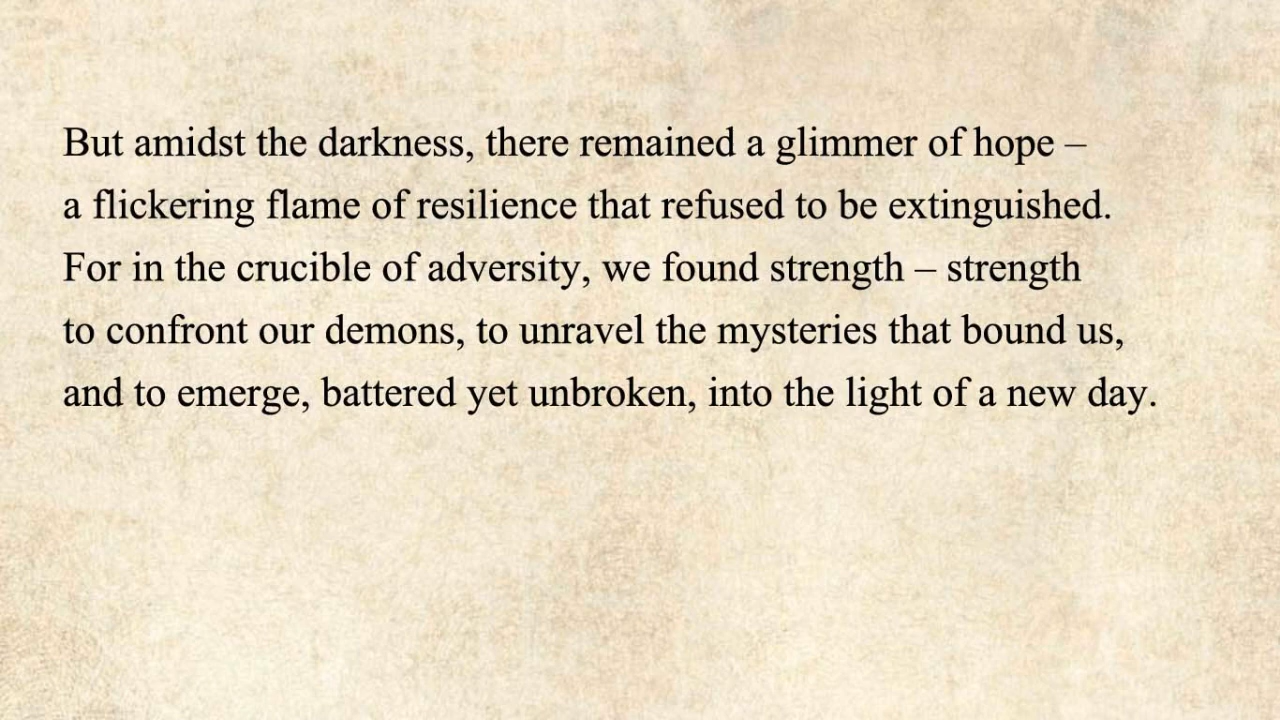 But amidst the darkness, there remained a glimmer of hope –
a flickering flame of resilience that refused to be extinguished.
For in the crucible of adversity, we found strength – strength
to confront our demons, to unravel the mysteries that bound us,
and to emerge, battered yet unbroken, into the light of a new day.